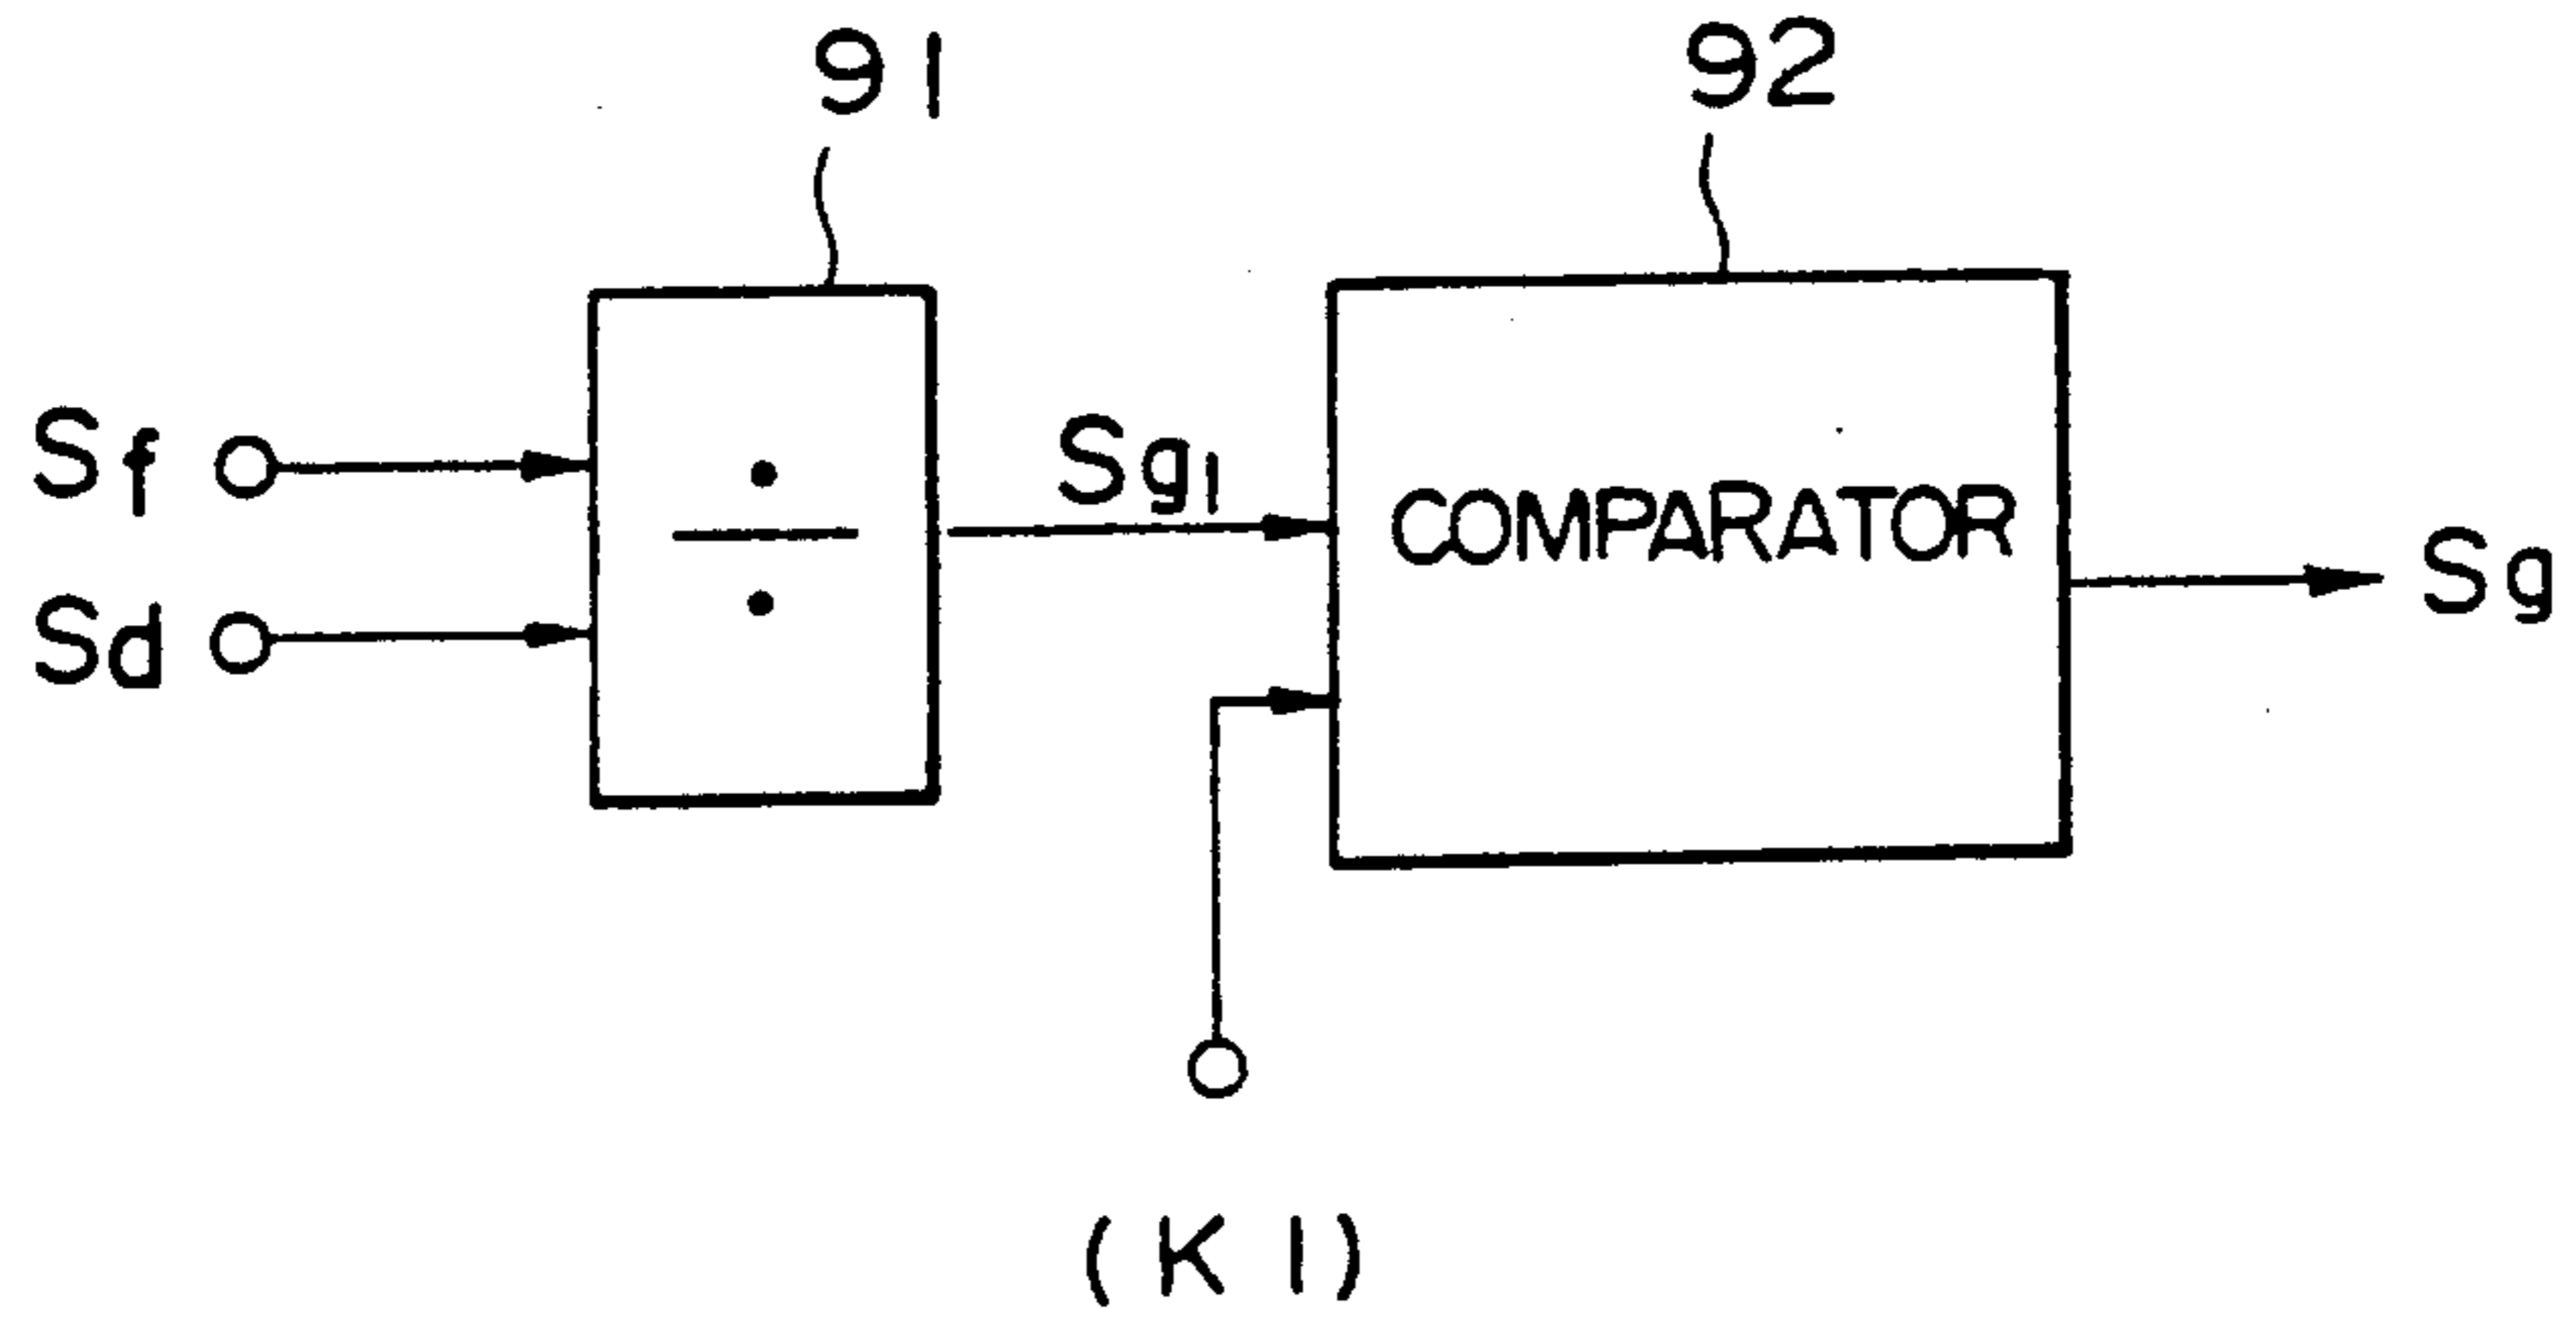 91
92
Sf
Sd
÷
Sg1
COMPARATOR
Sg
(K1)